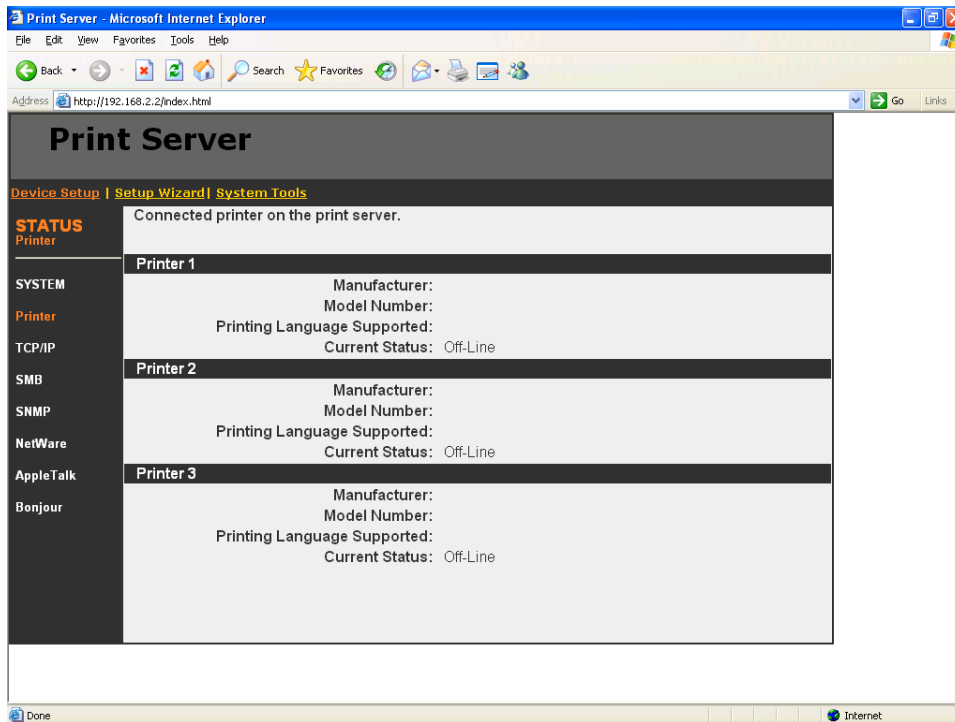 Print Server - Microsoft Internet Explorer
File Edit View Favorites Tools Help
Back Search Favorites
Address http://192.168.2.2/index.html Go Links
Print Server
Device Setup | Setup Wizard | System Tools
STATUS
Printer
SYSTEM
Printer
TCP/IP
SMB
SNMP
NetWare
AppleTalk
Bonjour
Connected printer on the print server.
Printer 1
Manufacturer:
Model Number:
Printing Language Supported:
Current Status: Off-Line
Printer 2
Manufacturer:
Model Number:
Printing Language Supported:
Current Status: Off-Line
Printer 3
Manufacturer:
Model Number:
Printing Language Supported:
Current Status: Off-Line
Done Internet